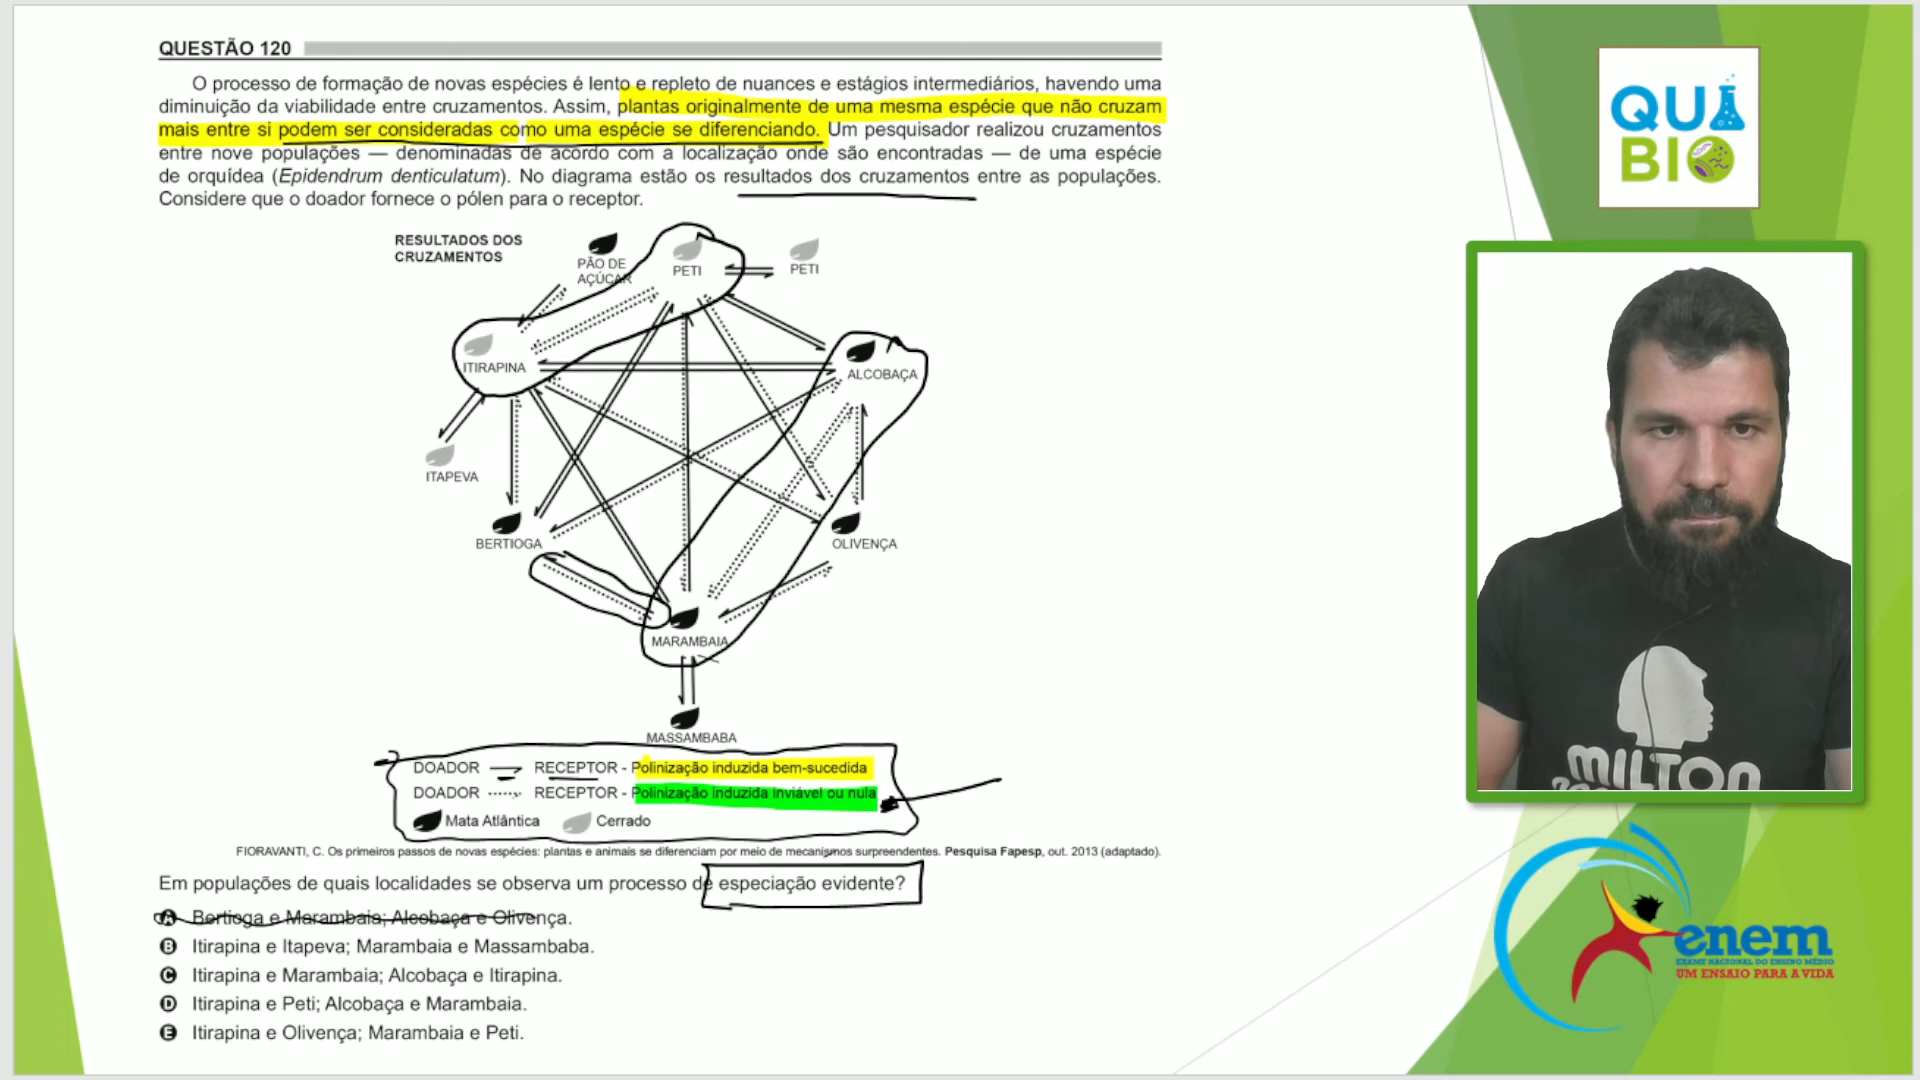 QUESTÃO 120
O processo de formação de novas espécies é lento e repleto de nuances e estágios intermediários, havendo uma
diminuição da viabilidade entre cruzamentos. Assim, plantas originalmente de uma mesma espécie que não cruzam
mais entre si podem ser consideradas como uma espécie se diferenciando. Um pesquisador realizou cruzamentos
entre nove populações — denominadas de acordo com a localização onde são encontradas — de uma espécie
de orquídea (Epidendrum denticulatum). No diagrama estão os resultados dos cruzamentos entre as populações.
Considere que o doador fornece o pólen para o receptor.
RESULTADOS DOS
CRUZAMENTOS
PÃO DE
AÇÚCAR
PETI
PETI
ITIRAPINA
ALCOBAÇA
ITAPEVA
BERTIOGA
OLIVENÇA
MARAMBAIA
MASSAMBABA
DOADOR RECEPTOR - Polinização induzida bem-sucedida
DOADOR RECEPTOR - Polinização induzida inviável ou nula
Mata Atlântica Cerrado
FIORAVANTI, C. Os primeiros passos de novas espécies: plantas e animais se diferenciam por meio de mecanismos surpreendentes. Pesquisa Fapesp, out. 2013 (adaptado).
Em populações de quais localidades se observa um processo de especiação evidente?
A Bertioga e Marambaia; Alcobaça e Olivença.
B Itirapina e Itapeva; Marambaia e Massambaba.
C Itirapina e Marambaia; Alcobaça e Itirapina.
D Itirapina e Peti; Alcobaça e Marambaia.
E Itirapina e Olivença; Marambaia e Peti.
QUI
BIO
MILTON
enem
EXAME NACIONAL DO ENSINO MÉDIO
UM ENSAIO PARA A VIDA